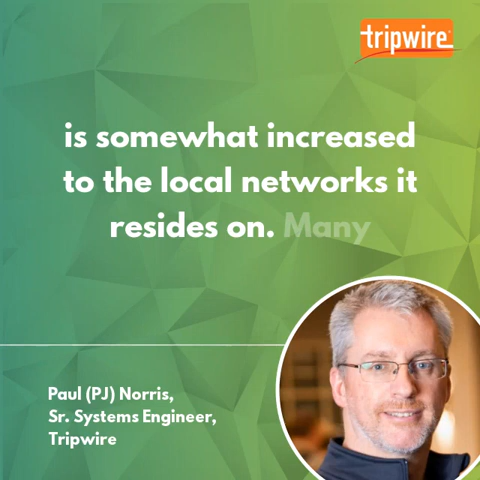 tripwire
is somewhat increased
to the local networks it
resides on. Many
Paul (PJ) Norris,
Sr. Systems Engineer,
Tripwire